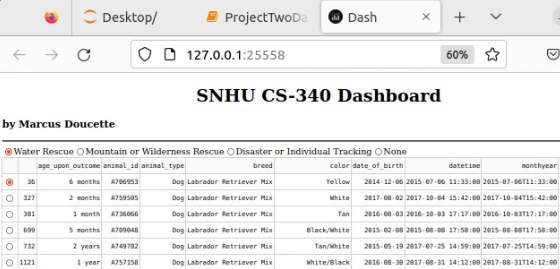 Desktop/ ProjectTwoDa Dash
127.0.0.1:25558 60%
SNHU CS-340 Dashboard
by Marcus Doucette
Water Rescue Mountain or Wilderness Rescue Disaster or Individual Tracking None
age_upon_outcome animal_id animal_type breed color date_of_birth datetime monthyear
36 6 months A706953 Dog Labrador Retriever Mix Yellow 2014-12-06 2015-07-06 11:33:00 2015-07-06T11:33:00
327 2 months A759505 Dog Labrador Retriever Mix White 2017-08-02 2017-10-04 15:42:00 2017-10-04T15:42:00
381 1 month A736066 Dog Labrador Retriever Mix Tan 2016-08-03 2016-10-03 17:17:00 2016-10-03T17:17:00
699 5 months A709048 Dog Labrador Retriever Mix Black/White 2015-02-08 2015-08-08 17:58:00 2015-08-08T17:58:00
732 2 years A749782 Dog Labrador Retriever Mix Tan/White 2015-05-19 2017-07-25 14:59:00 2017-07-25T14:59:00
1121 1 year A757158 Dog Labrador Retriever Mix White/Black 2016-08-30 2017-08-31 14:12:00 2017-08-31T14:12:00